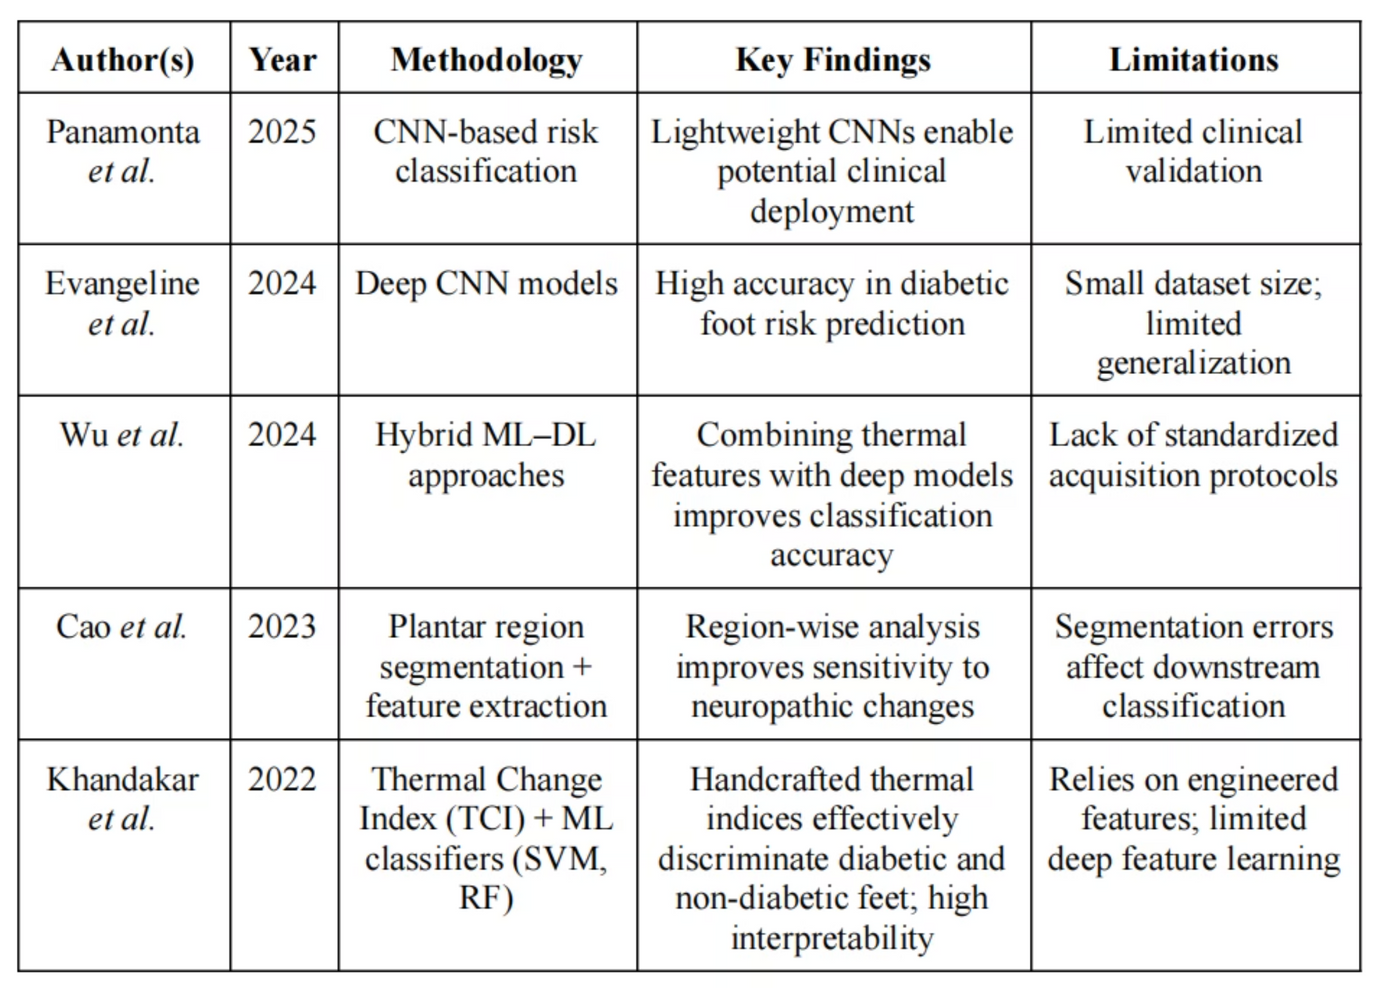 Author(s) Year Methodology Key Findings Limitations
Panamonta
et al.
2025
CNN-based risk
classification
Lightweight CNNs enable
potential clinical
deployment
Limited clinical
validation
Evangeline
et al.
2024
Deep CNN models
High accuracy in diabetic
foot risk prediction
Small dataset size;
limited
generalization
Wu et al.
2024
Hybrid ML–DL
approaches
Combining thermal
features with deep models
improves classification
accuracy
Lack of standardized
acquisition protocols
Cao et al.
2023
Plantar region
segmentation +
feature extraction
Region-wise analysis
improves sensitivity to
neuropathic changes
Segmentation errors
affect downstream
classification
Khandakar
et al.
2022
Thermal Change
Index (TCI) + ML
classifiers (SVM,
RF)
Handcrafted thermal
indices effectively
discriminate diabetic and
non-diabetic feet; high
interpretability
Relies on engineered
features; limited
deep feature learning